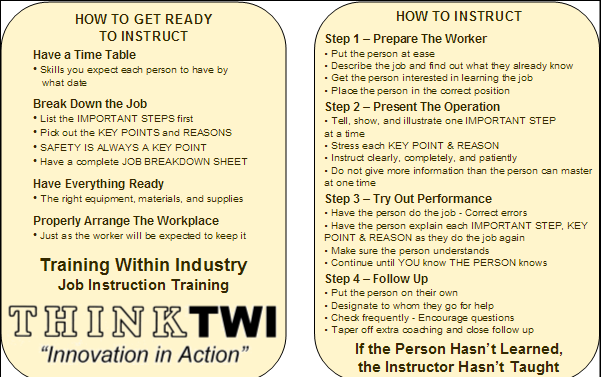 HOW TO GET READY
TO INSTRUCT
Have a Time Table
• Skills you expect each person to have by
what date
Break Down the Job
• List the IMPORTANT STEPS first
• Pick out the KEY POINTS and REASONS
• SAFETY IS ALWAYS A KEY POINT
• Have a complete JOB BREAKDOWN SHEET
Have Everything Ready
• The right equipment, materials, and supplies
Properly Arrange The Workplace
• Just as the worker will be expected to keep it
Training Within Industry
Job Instruction Training
THINKTWI
“Innovation in Action”
HOW TO INSTRUCT
Step 1 – Prepare The Worker
• Put the person at ease
• Describe the job and find out what they already know
• Get the person interested in learning the job
• Place the person in the correct position
Step 2 – Present The Operation
• Tell, show, and illustrate one IMPORTANT STEP
at a time
• Stress each KEY POINT & REASON
• Instruct clearly, completely, and patiently
• Do not give more information than the person can master
at one time
Step 3 – Try Out Performance
• Have the person do the job - Correct errors
• Have the person explain each IMPORTANT STEP, KEY
POINT & REASON as they do the job again
• Make sure the person understands
• Continue until YOU know THE PERSON knows
Step 4 – Follow Up
• Put the person on their own
• Designate to whom they go for help
• Check frequently - Encourage questions
• Taper off extra coaching and close follow up
If the Person Hasn’t Learned,
the Instructor Hasn’t Taught